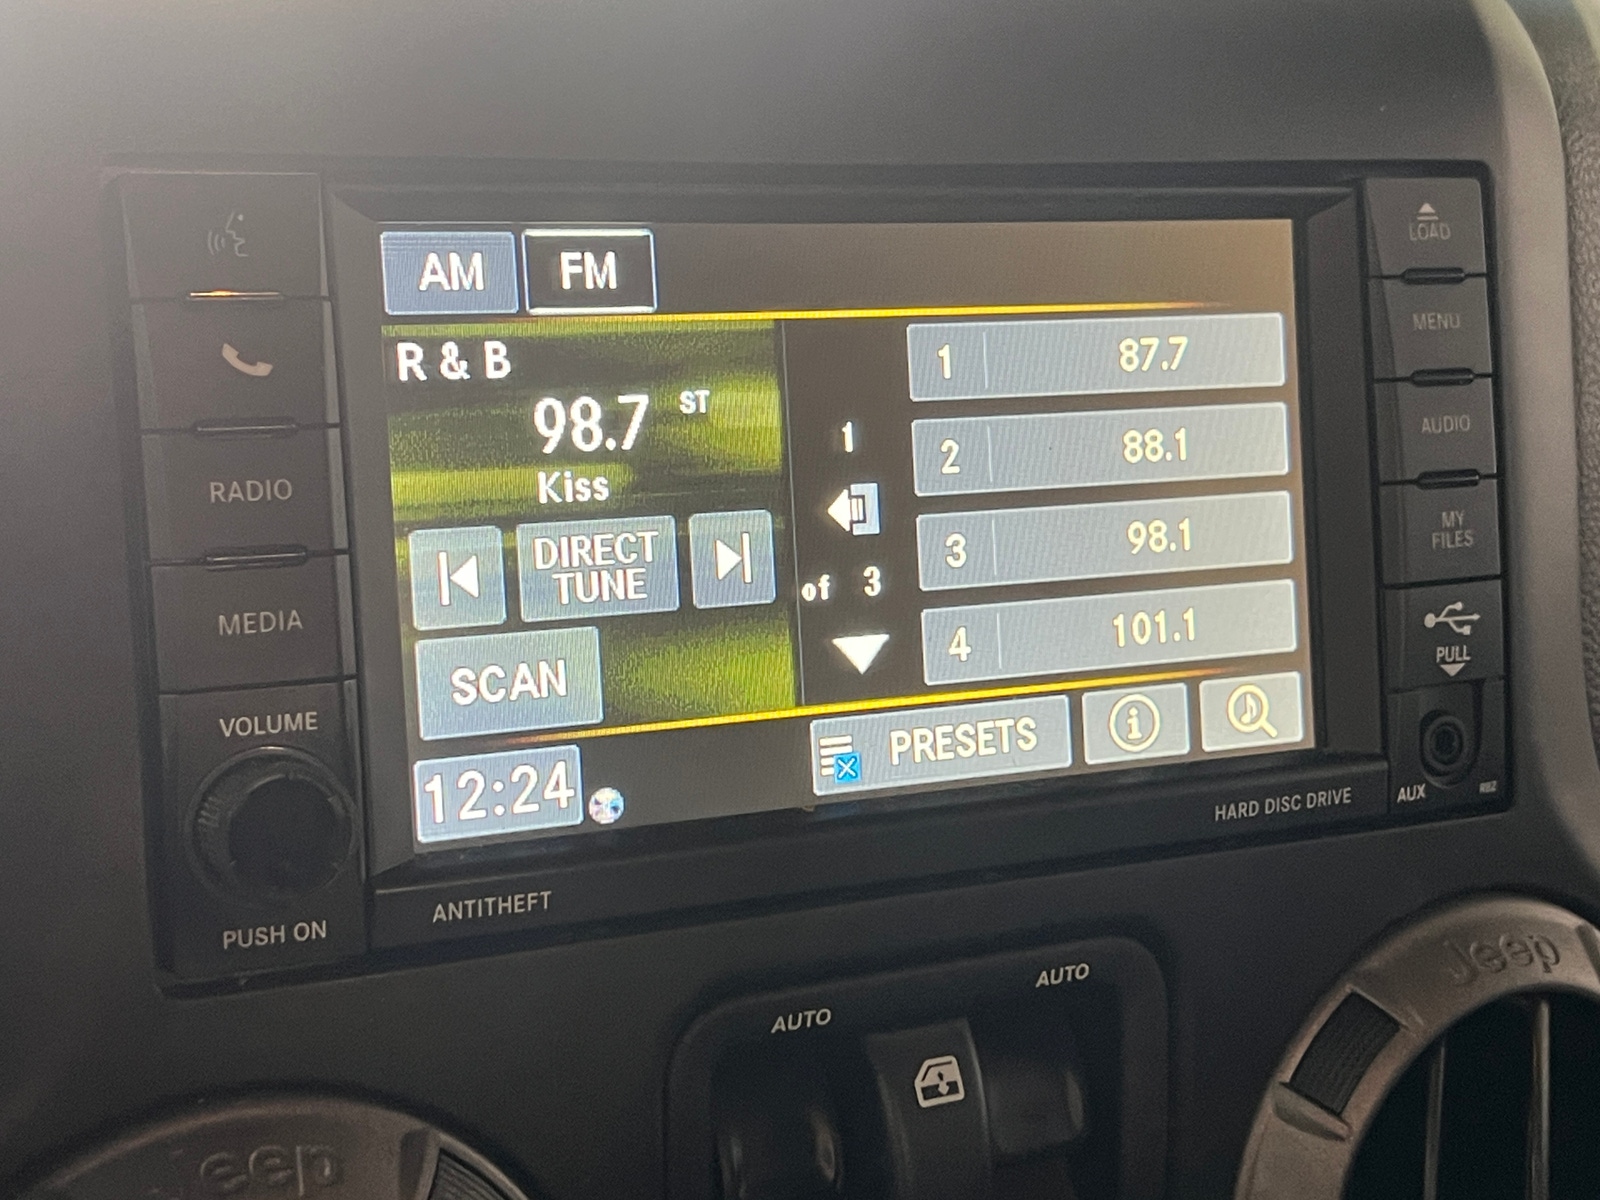 AM FM
R & B
98.7 ST
Kiss
DIRECT
TUNE
SCAN
12:24
1
of 3
1 87.7
2 88.1
3 98.1
4 101.1
PRESETS
i
RADIO
MEDIA
VOLUME
PUSH ON
ANTITHEFT
HARD DISC DRIVE
LOAD
MENU
AUDIO
MY
FILES
PULL
AUX
RBZ
AUTO
AUTO
Jeep
Jeep